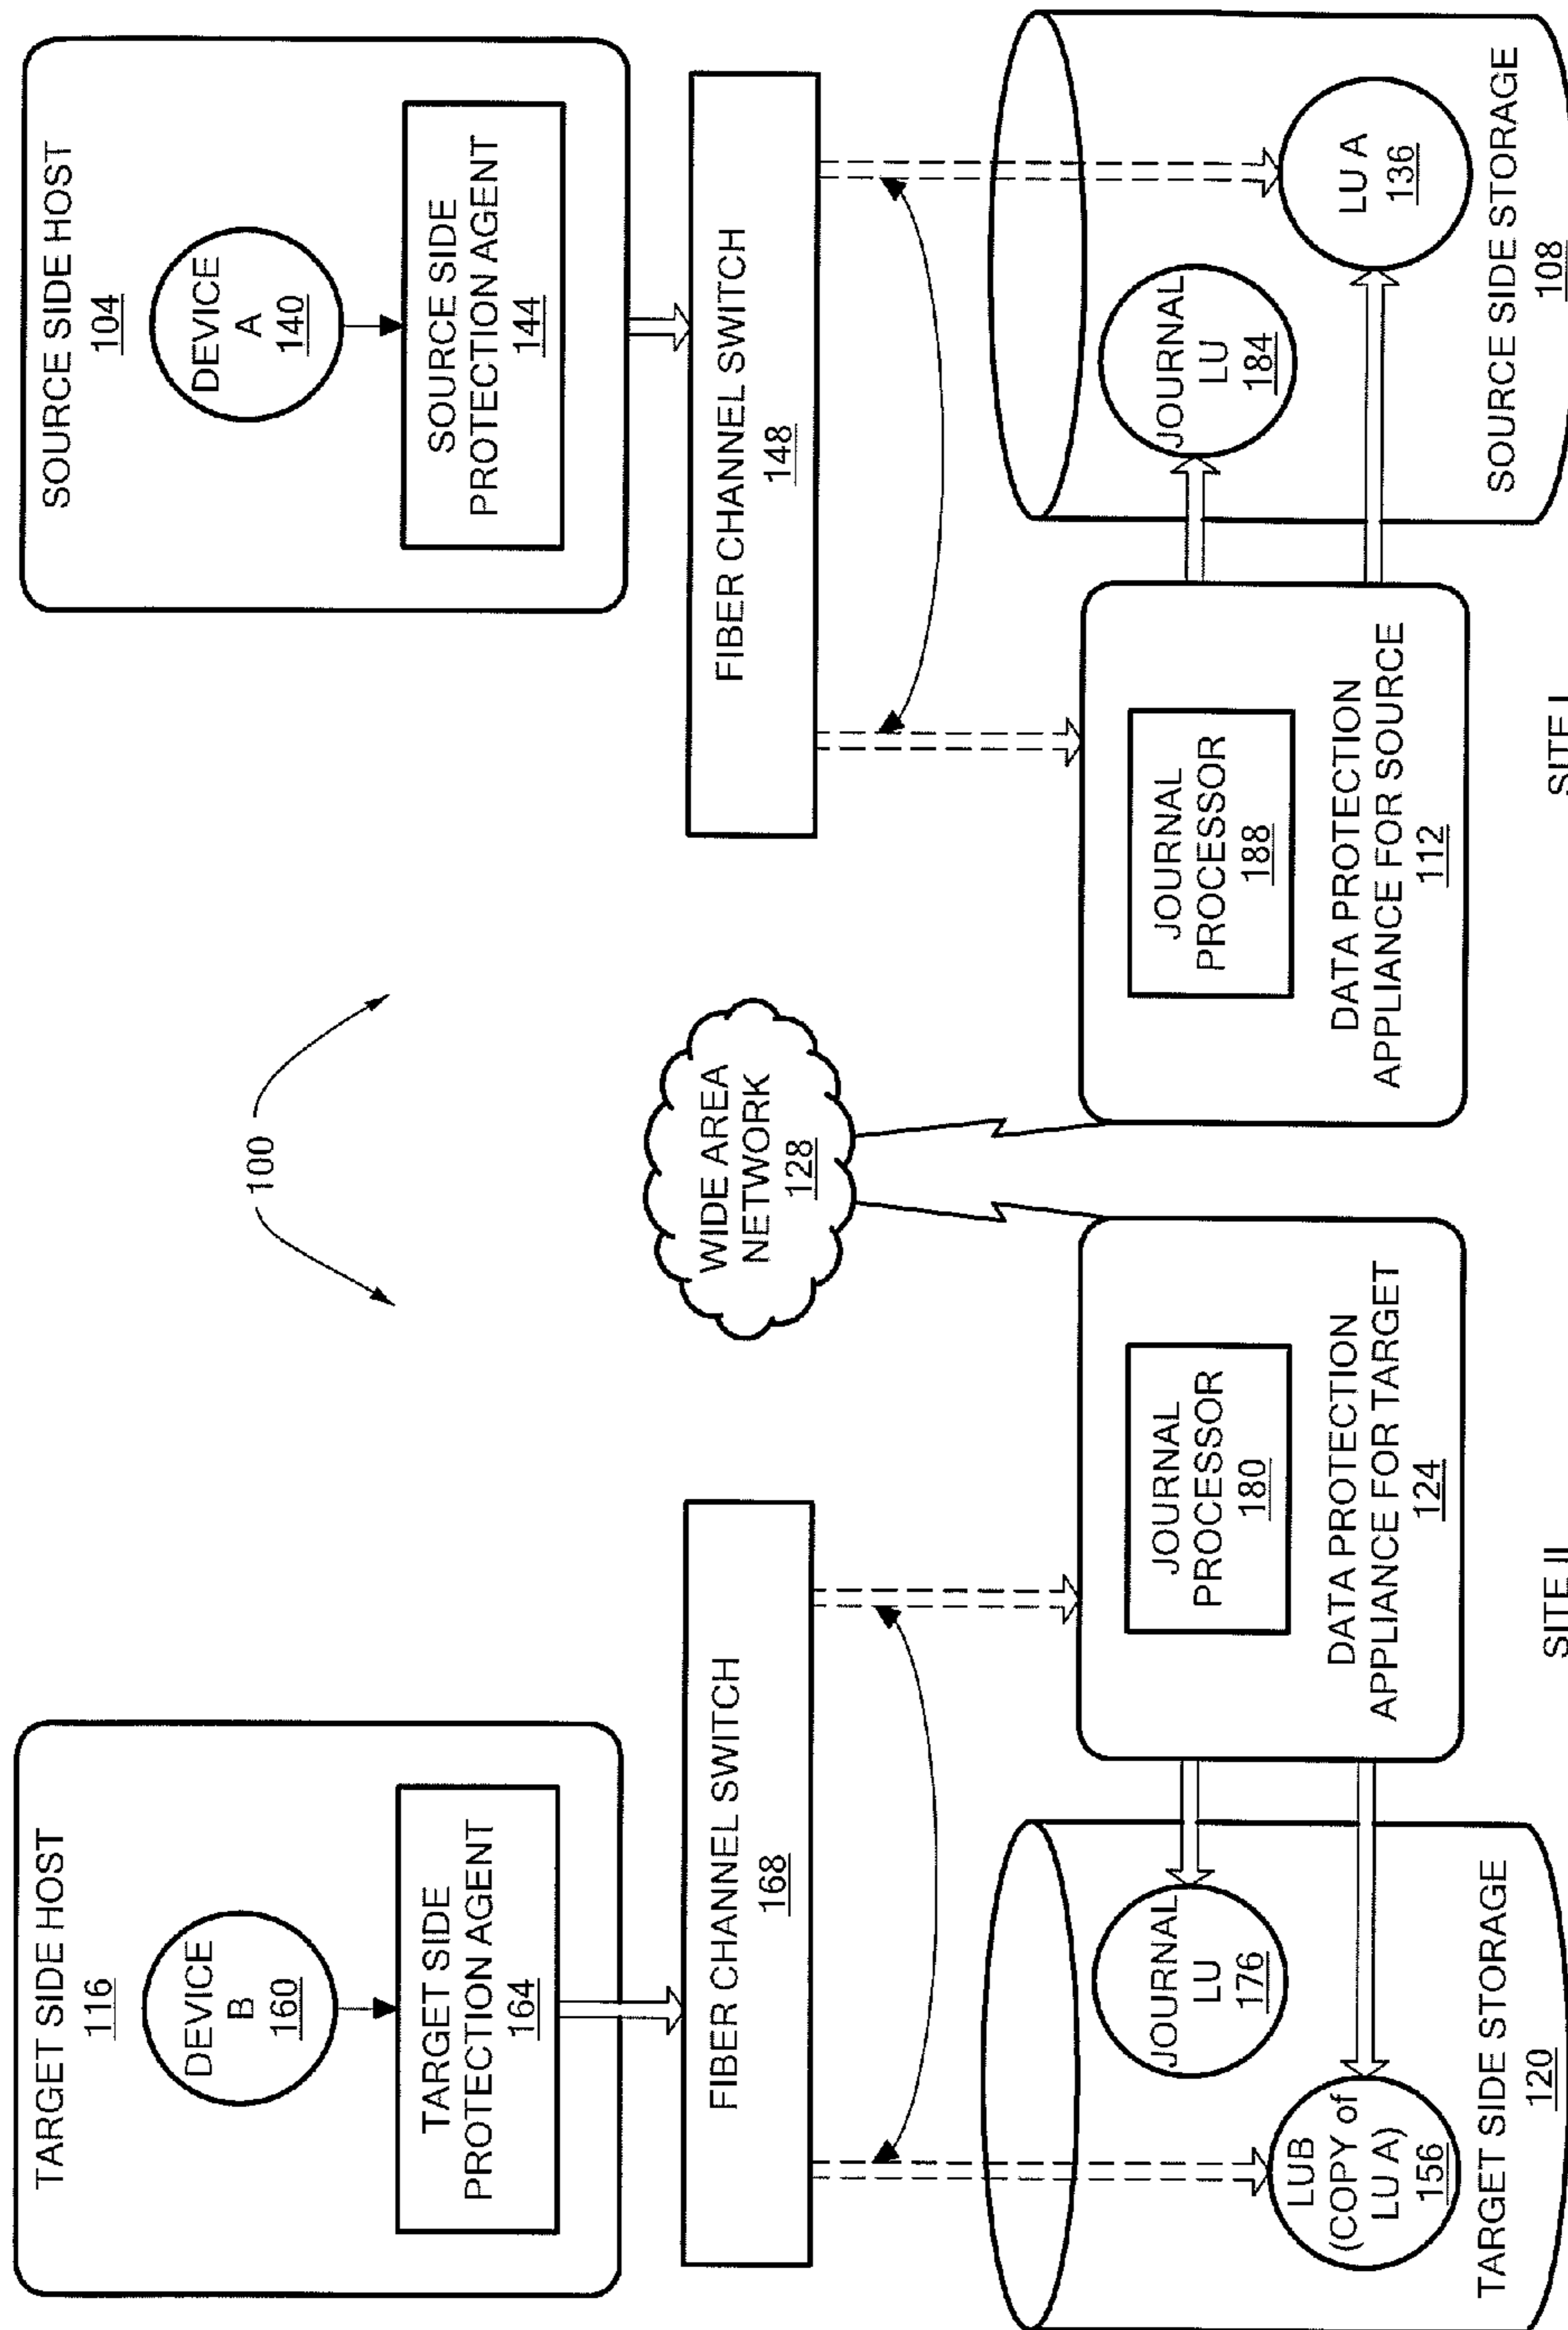 100
TARGET SIDE HOST
116
DEVICE
B
160
TARGET SIDE
PROTECTION AGENT
164
FIBER CHANNEL SWITCH
168
JOURNAL
LU
176
LUB
(COPY of
LU A)
156
TARGET SIDE STORAGE
120
JOURNAL
PROCESSOR
180
DATA PROTECTION
APPLIANCE FOR TARGET
124
SITE II
WIDE AREA
NETWORK
128
SOURCE SIDE HOST
104
DEVICE
A
140
SOURCE SIDE
PROTECTION AGENT
144
FIBER CHANNEL SWITCH
148
JOURNAL
PROCESSOR
188
DATA PROTECTION
APPLIANCE FOR SOURCE
112
JOURNAL
LU
184
LU A
136
SOURCE SIDE STORAGE
108
SITE I